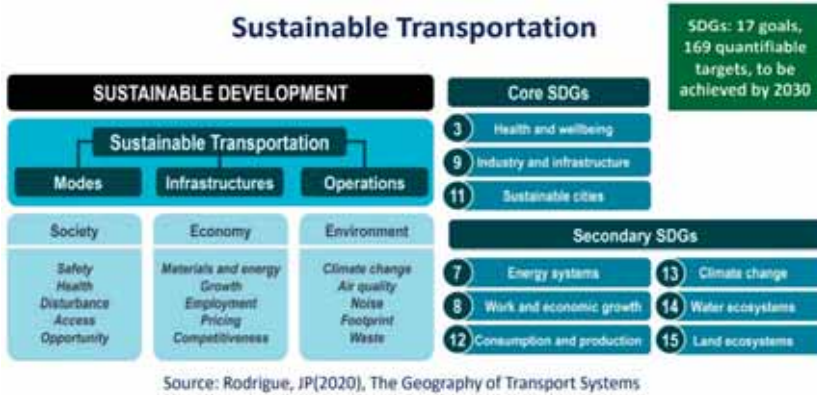 Sustainable Transportation
SDGs: 17 goals,
169 quantifiable
targets, to be
achieved by 2030
SUSTAINABLE DEVELOPMENT
Sustainable Transportation
Modes
Infrastructures
Operations
Society
Safety
Health
Disturbance
Access
Opportunity
Economy
Materials and energy
Growth
Employment
Pricing
Competitiveness
Environment
Climate change
Air quality
Noise
Footprint
Waste
Core SDGs
3 Health and wellbeing
9 Industry and infrastructure
11 Sustainable cities
Secondary SDGs
7 Energy systems
8 Work and economic growth
12 Consumption and production
13 Climate change
14 Water ecosystems
15 Land ecosystems
Source: Rodrigue, JP(2020), The Geography of Transport Systems